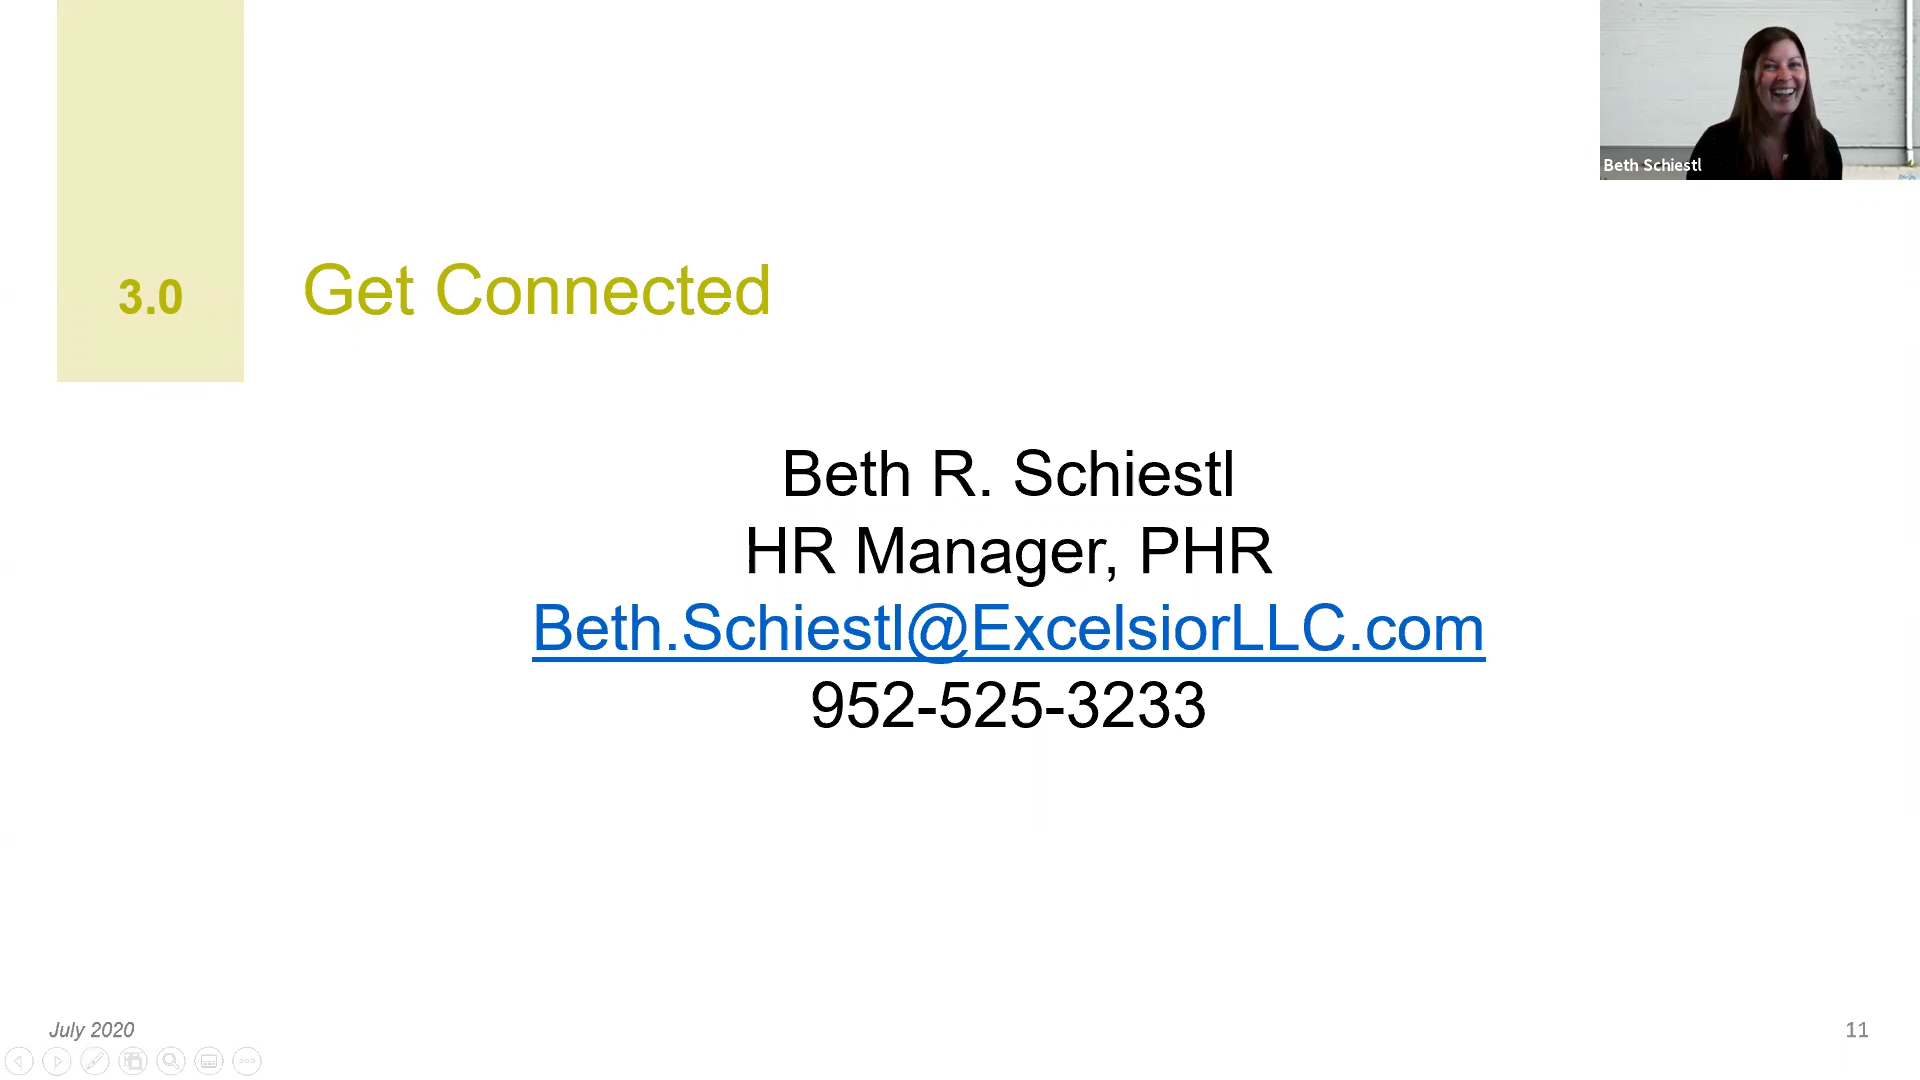 Beth Schiestl
3.0
Get Connected
Beth R. Schiestl
HR Manager, PHR
Beth.Schiestl@ExcelsiorLLC.com
952-525-3233
July 2020
11